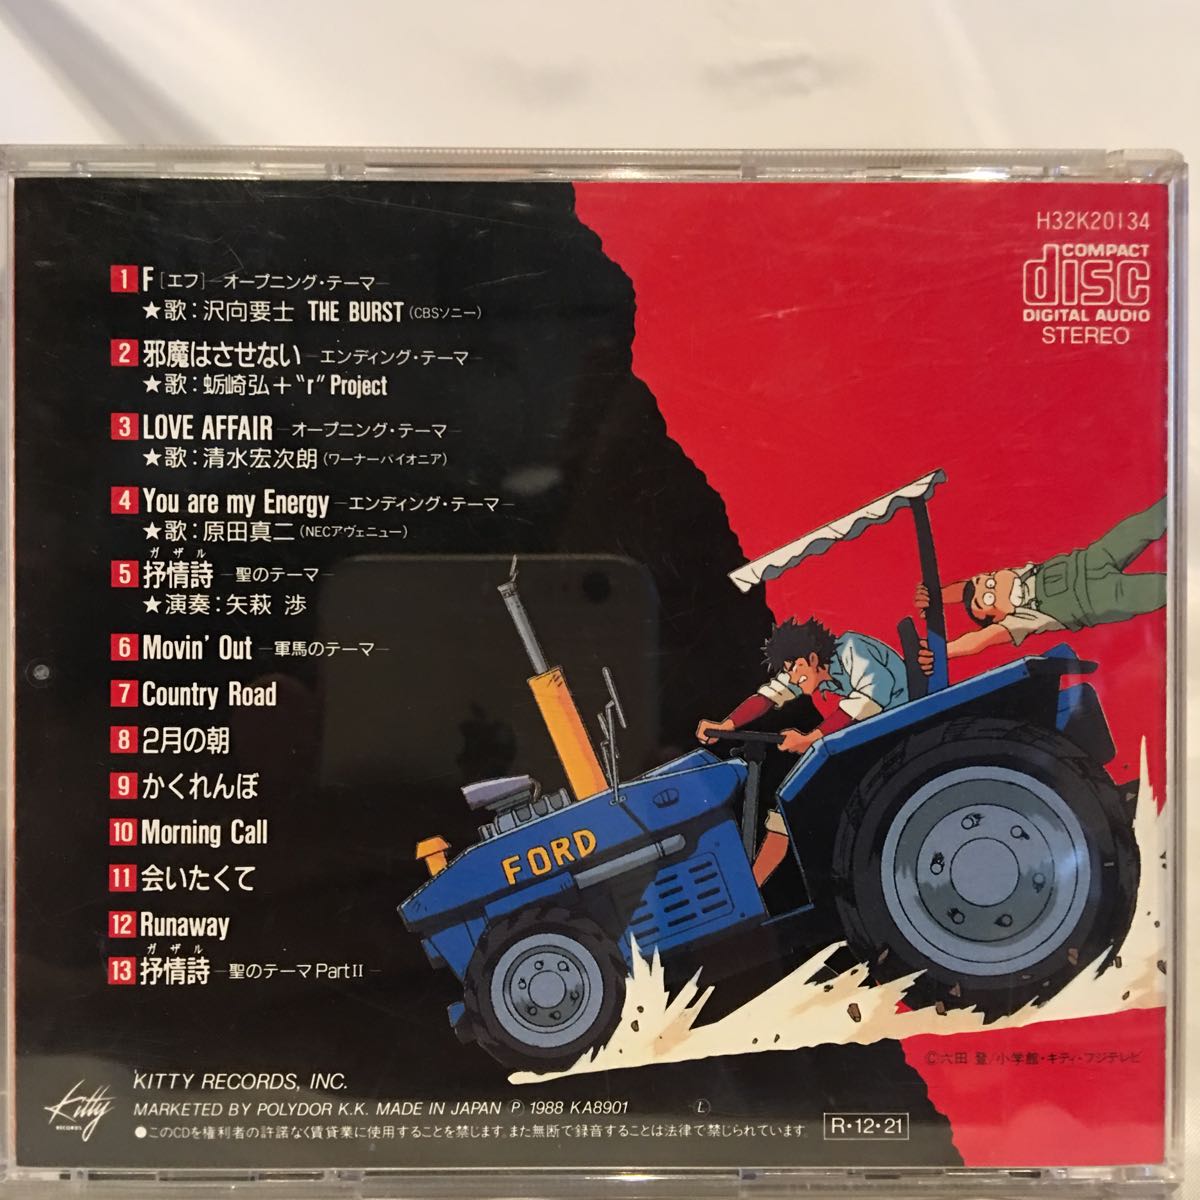 H32K20134
COMPACT
disc
DIGITAL AUDIO
STEREO
1 F [エフ] —オープニング・テーマ—
★歌：沢向要士 THE BURST (CBSソニー)
2 邪魔はさせない —エンディング・テーマ—
★歌：蛎崎弘＋"r" Project
3 LOVE AFFAIR —オープニング・テーマ—
★歌：清水宏次朗 (ワーナーパイオニア)
4 You are my Energy —エンディング・テーマ—
★歌：原田真二 (NECアヴェニュー)
ガザル
5 抒情詩 —聖のテーマ—
★演奏：矢萩 渉
6 Movin' Out —軍馬のテーマ—
7 Country Road
8 2月の朝
9 かくれんぼ
10 Morning Call
11 会いたくて
12 Runaway
ガザル
13 抒情詩 —聖のテーマ Part II—
FORD
©六田 登/小学館・キティ・フジテレビ
Kitty
RECORDS
KITTY RECORDS, INC.
MARKETED BY POLYDOR K.K. MADE IN JAPAN Ⓟ 1988 KA8901 Ⓛ
●このCDを権利者の許諾なく賃貸業に使用することを禁じます。また無断で録音することは法律で禁じられています。
R・12・21